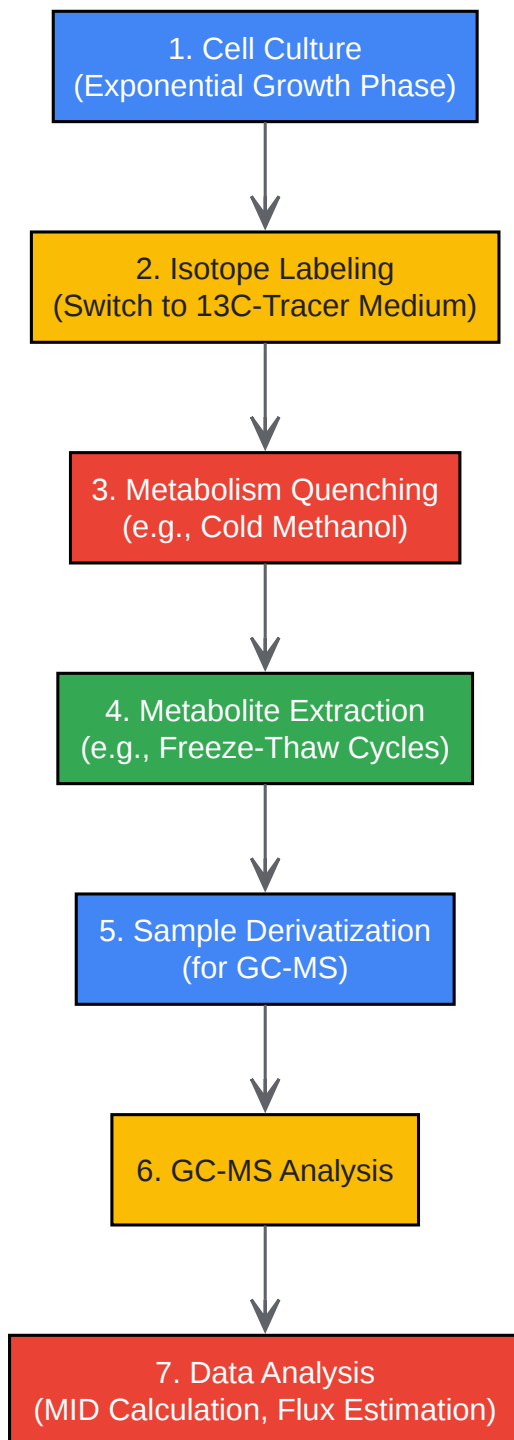 1. Cell Culture
(Exponential Growth Phase)
2. Isotope Labeling
(Switch to 13C-Tracer Medium)
3. Metabolism Quenching
(e.g., Cold Methanol)
4. Metabolite Extraction
(e.g., Freeze-Thaw Cycles)
5. Sample Derivatization
(for GC-MS)
6. GC-MS Analysis
7. Data Analysis
(MID Calculation, Flux Estimation)